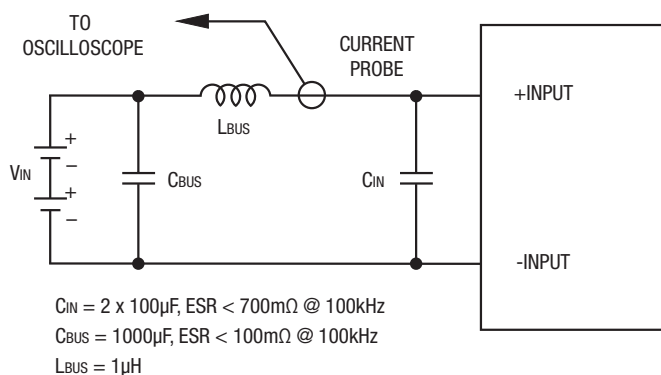 TO
OSCILLOSCOPE
CURRENT
PROBE
+INPUT
LBUS
VIN
+
−
+
−
CBUS
CIN
-INPUT
CIN = 2 x 100µF, ESR < 700mΩ @ 100kHz
CBUS = 1000µF, ESR < 100mΩ @ 100kHz
LBUS = 1µH